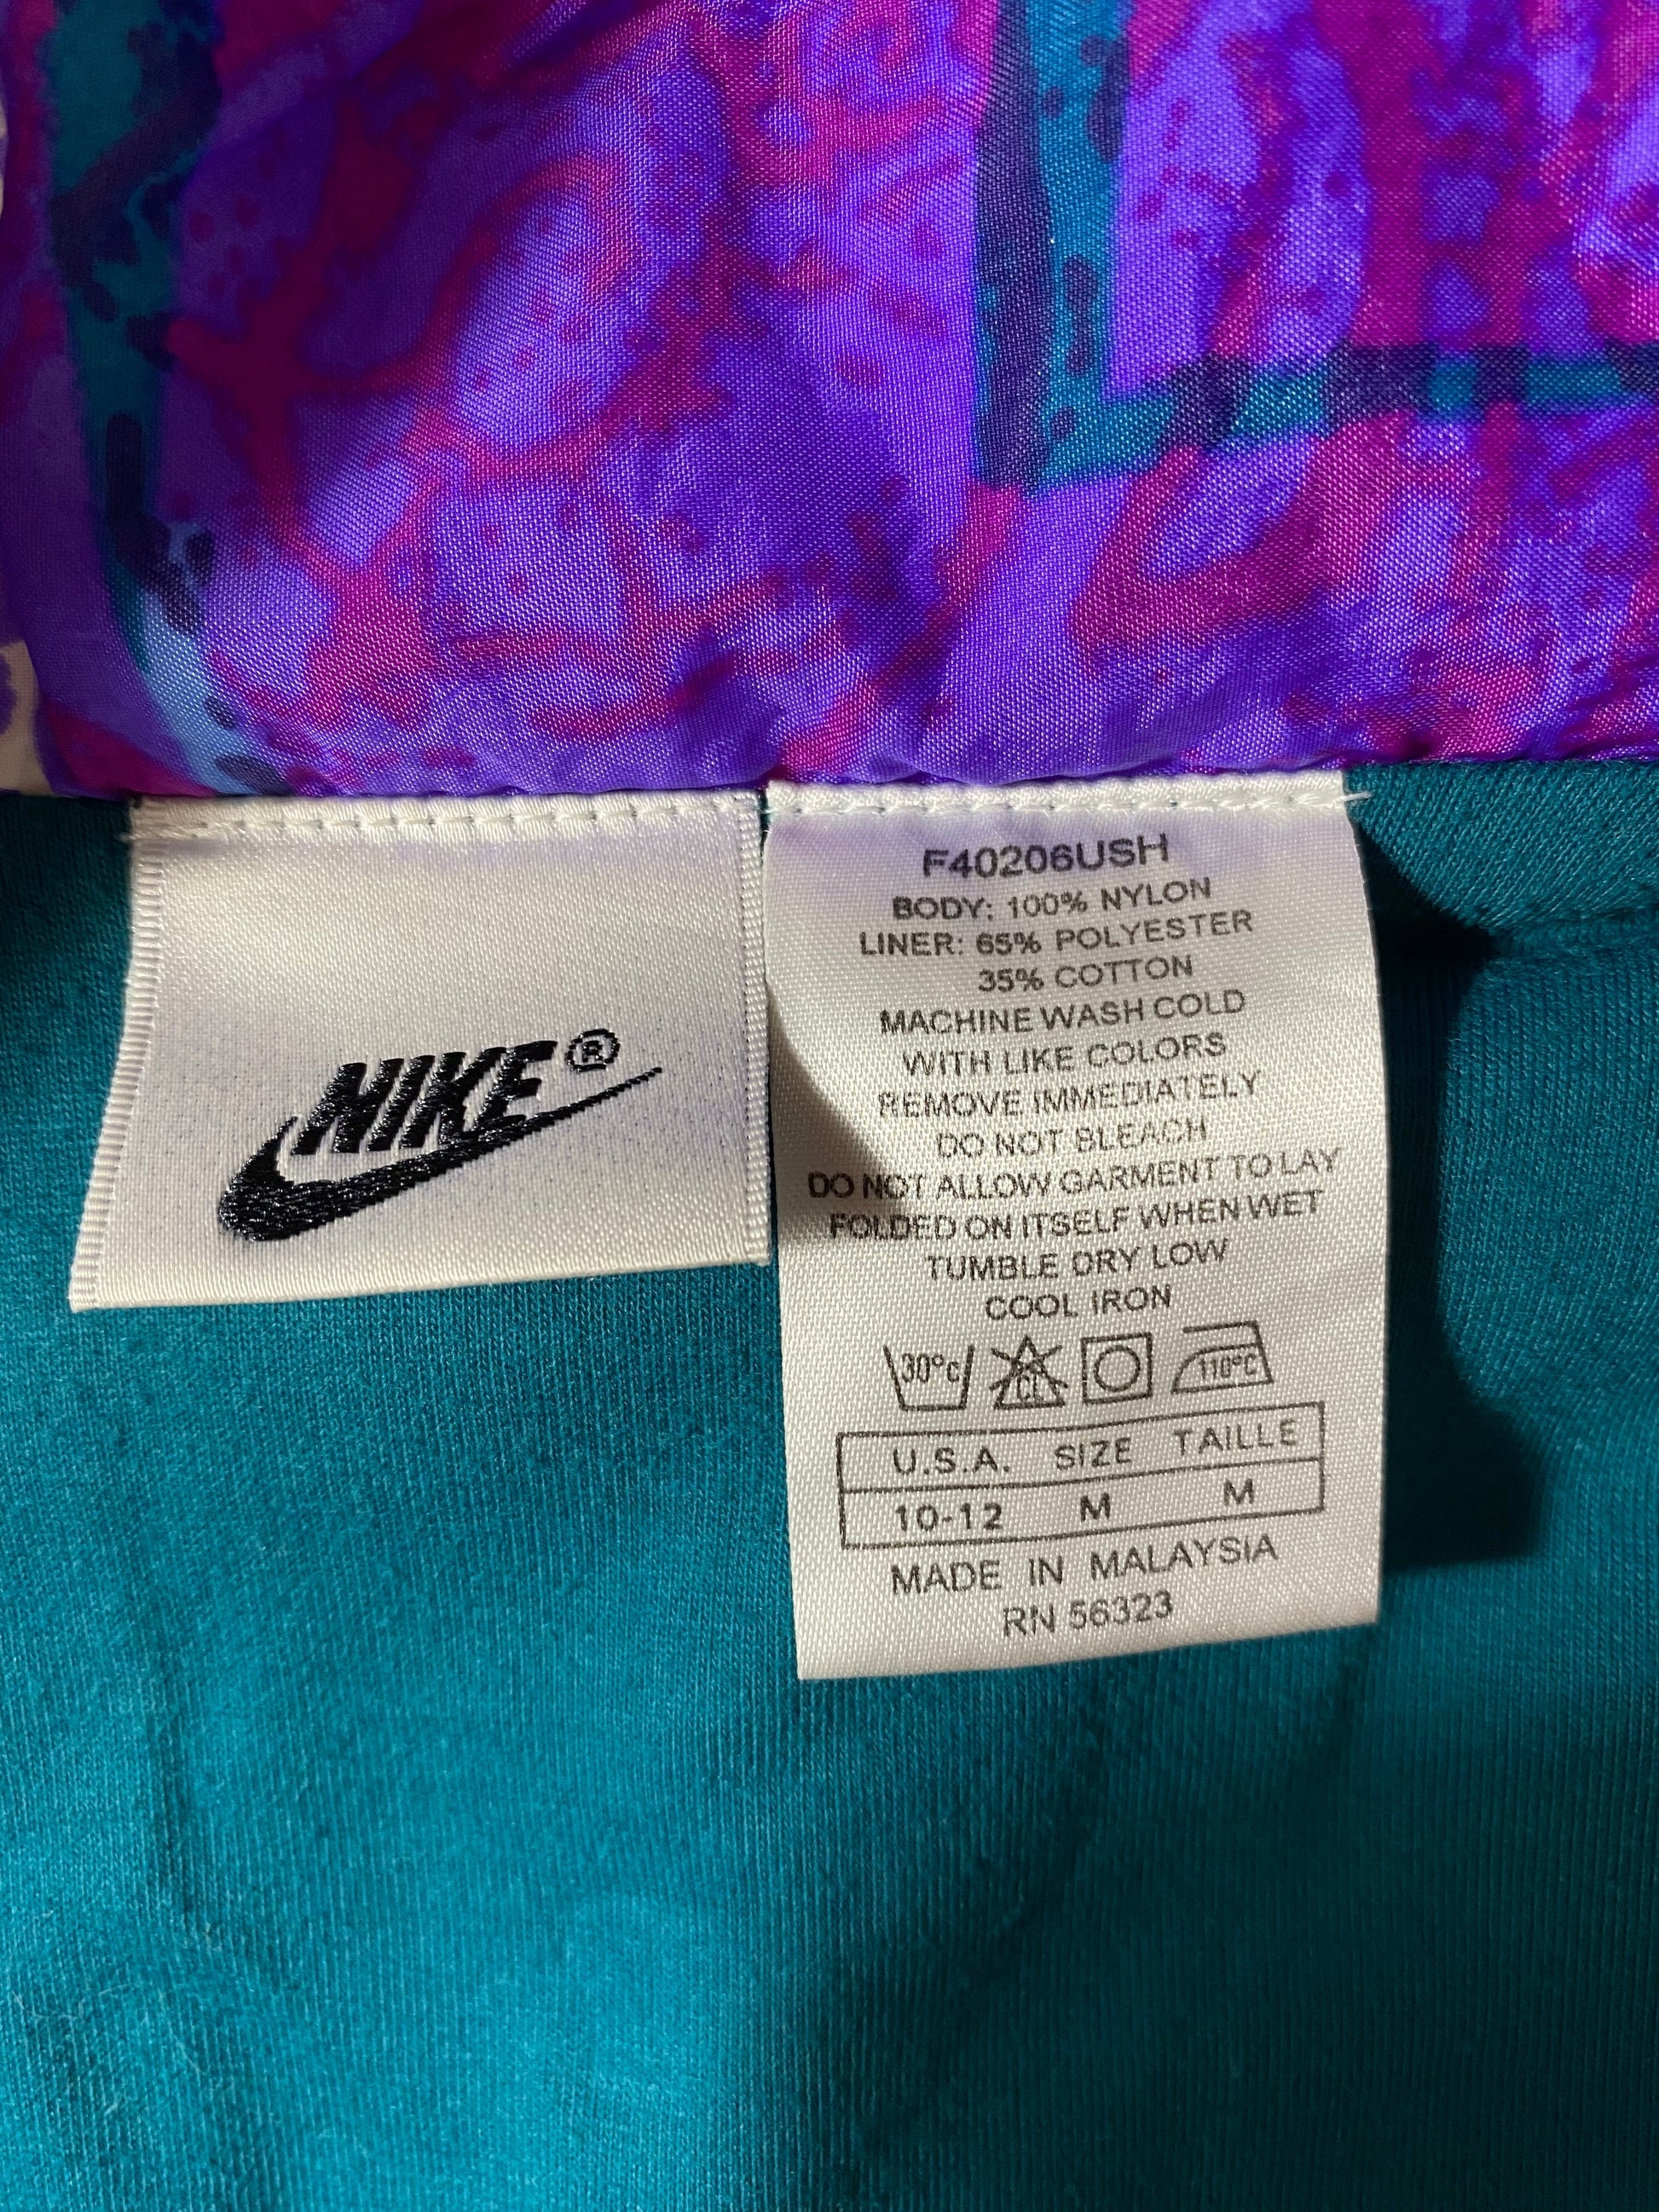 NIKE®
F40206USH
BODY: 100% NYLON
LINER: 65% POLYESTER
35% COTTON
MACHINE WASH COLD
WITH LIKE COLORS
REMOVE IMMEDIATELY
DO NOT BLEACH
DO NOT ALLOW GARMENT TO LAY
FOLDED ON ITSELF WHEN WET
TUMBLE DRY LOW
COOL IRON
30°C CL 110°C
U.S.A. SIZE TAILLE
10-12 M M
MADE IN MALAYSIA
RN 56323